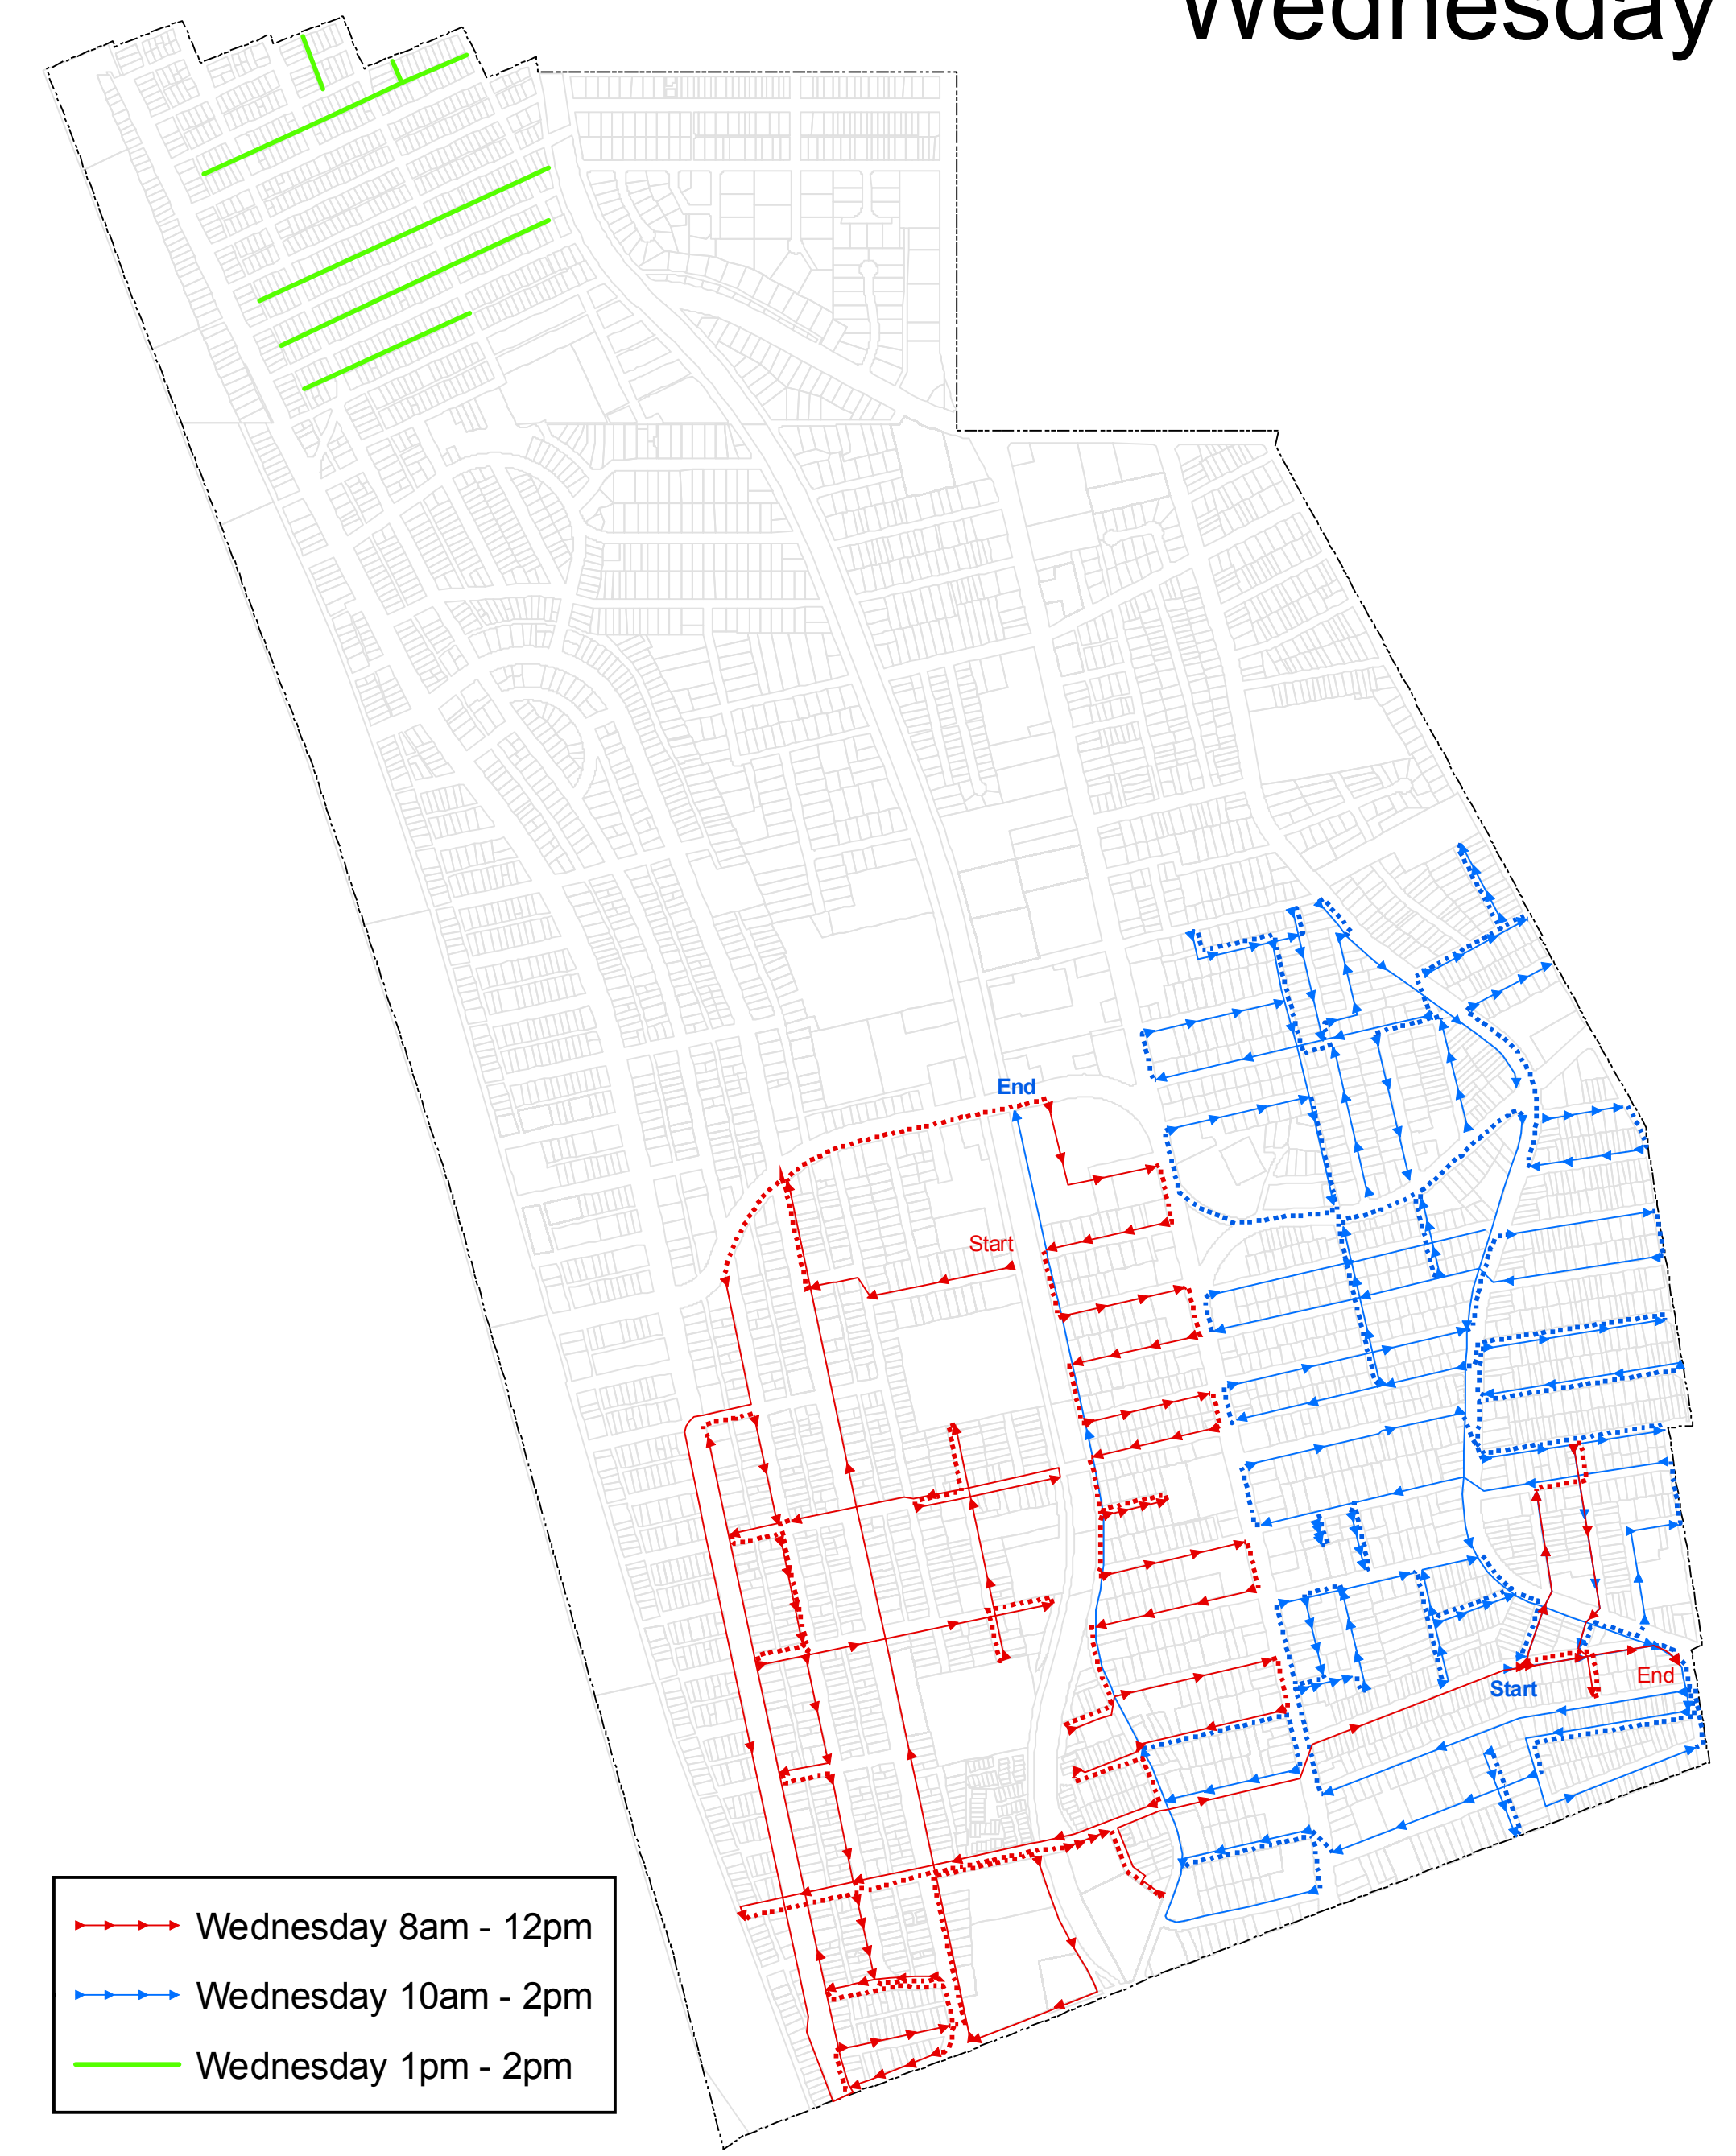 Wednesday
End
Start
End
Start
Wednesday 8am - 12pm
Wednesday 10am - 2pm
Wednesday 1pm - 2pm